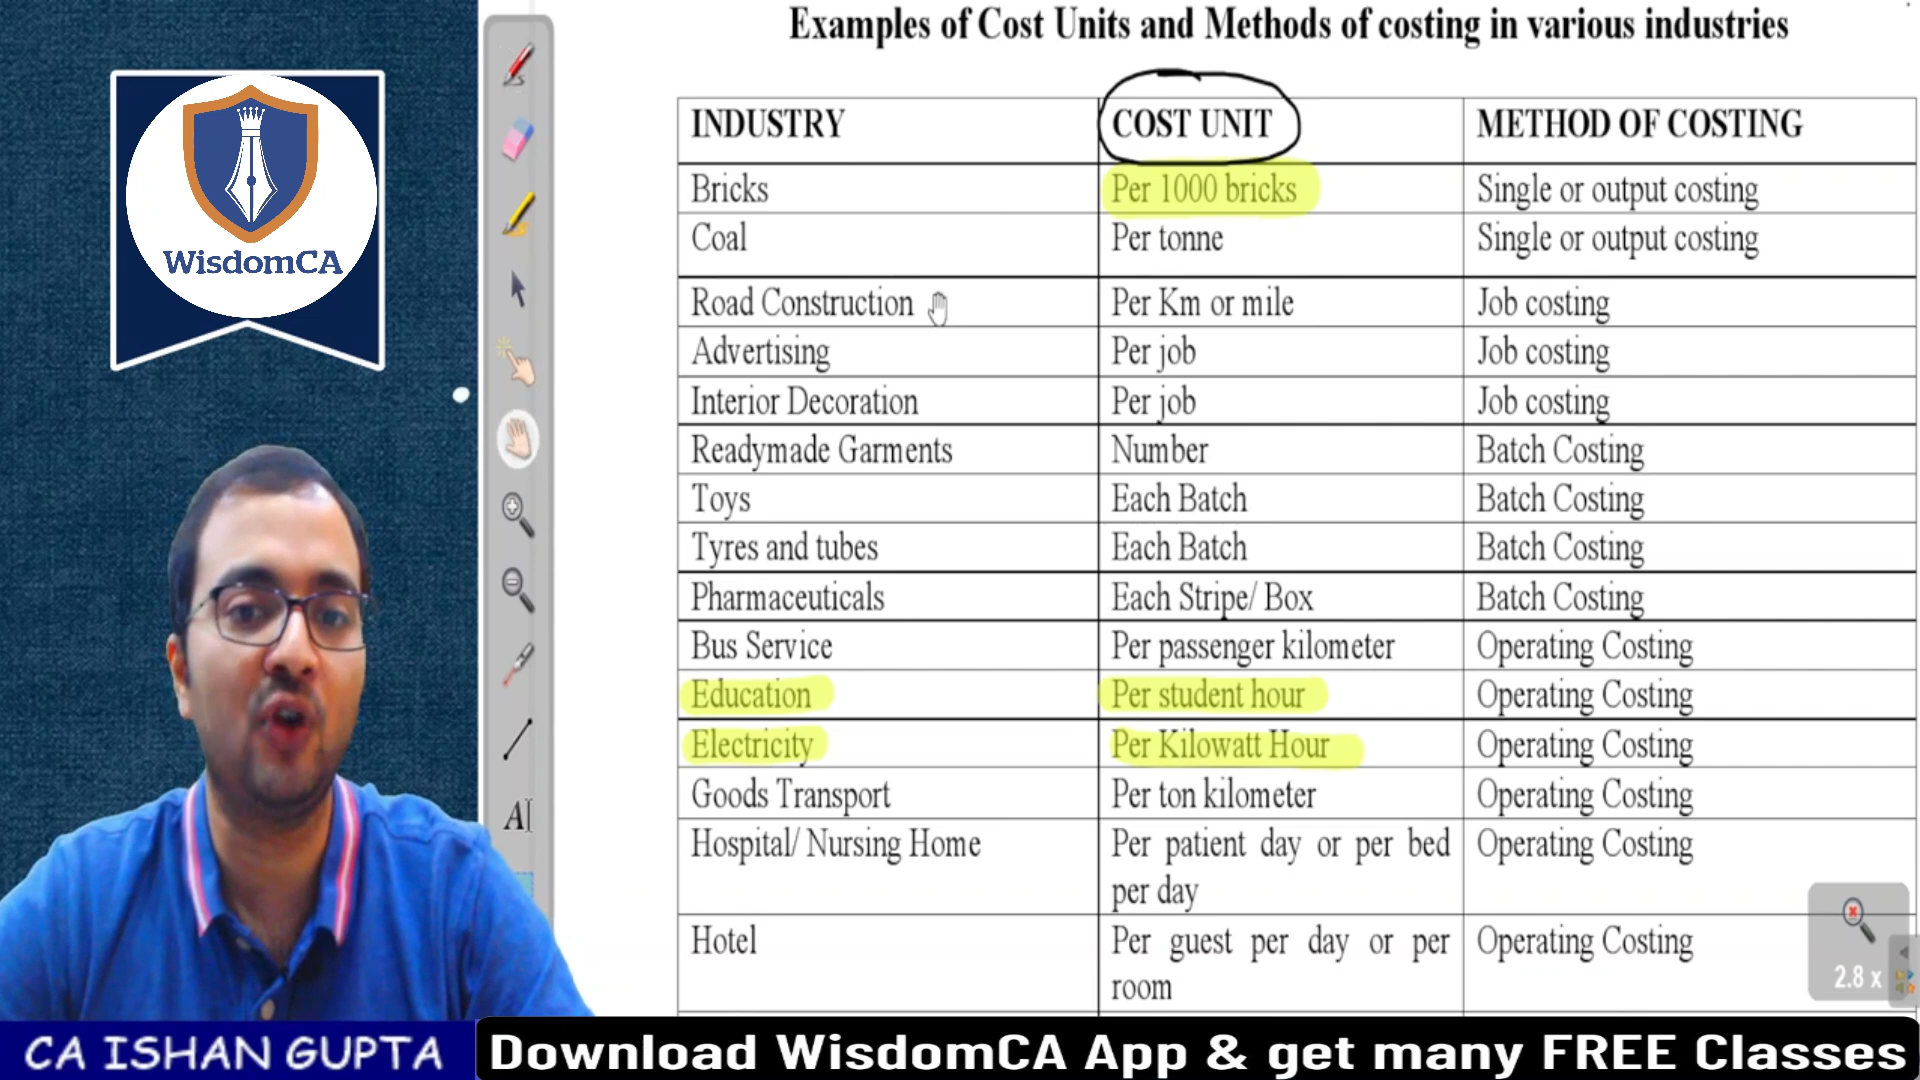 Examples of Cost Units and Methods of costing in various industries
WisdomCA
INDUSTRY COST UNIT METHOD OF COSTING
Bricks Per 1000 bricks Single or output costing
Coal Per tonne Single or output costing
Road Construction Per Km or mile Job costing
Advertising Per job Job costing
Interior Decoration Per job Job costing
Readymade Garments Number Batch Costing
Toys Each Batch Batch Costing
Tyres and tubes Each Batch Batch Costing
Pharmaceuticals Each Stripe/ Box Batch Costing
Bus Service Per passenger kilometer Operating Costing
Education Per student hour Operating Costing
Electricity Per Kilowatt Hour Operating Costing
Goods Transport Per ton kilometer Operating Costing
Hospital/ Nursing Home Per patient day or per bed Operating Costing
per day
Hotel Per guest per day or per Operating Costing
room
A
2.8 x
CA ISHAN GUPTA
Download WisdomCA App & get many FREE Classes